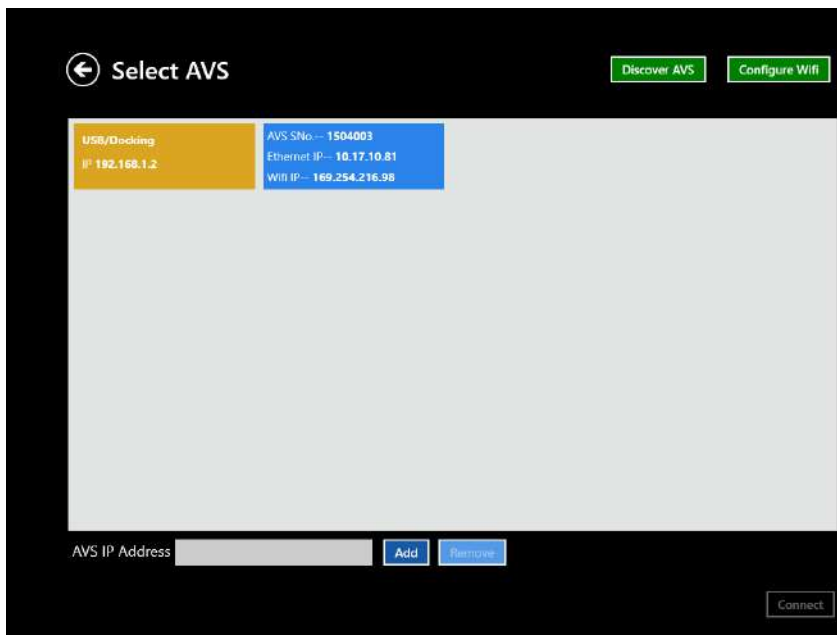 Select AVS
Discover AVS
Configure Wifi
USB/Docking
IP 192.168.1.2
AVS SNo.-- 1504003
Ethernet IP-- 10.17.10.81
Wifi IP-- 169.254.216.98
AVS IP Address
Add
Remove
Connect